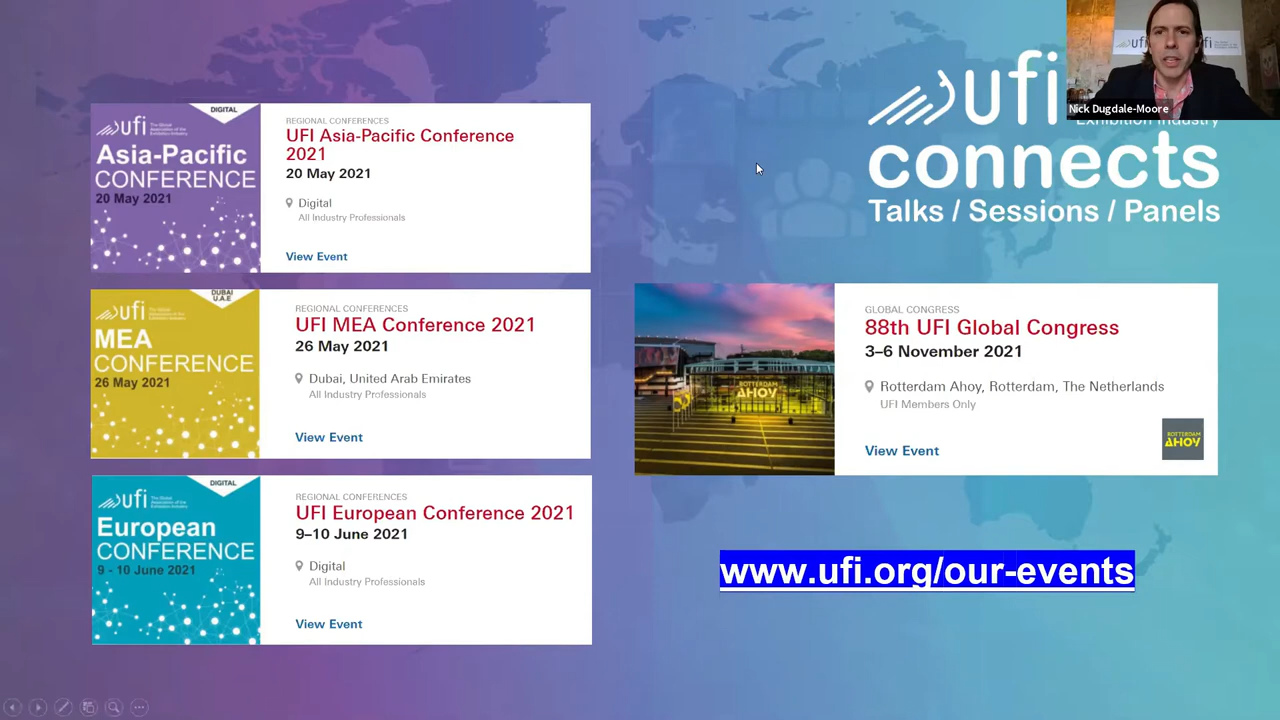 DIGITAL
ufi
Asia-Pacific
CONFERENCE
20 May 2021
REGIONAL CONFERENCES
UFI Asia-Pacific Conference
2021
20 May 2021
Digital
All Industry Professionals
View Event
DUBAI
U.A.E
ufi
MEA
CONFERENCE
26 May 2021
REGIONAL CONFERENCES
UFI MEA Conference 2021
26 May 2021
Dubai, United Arab Emirates
All Industry Professionals
View Event
DIGITAL
ufi
European
CONFERENCE
9 - 10 June 2021
REGIONAL CONFERENCES
UFI European Conference 2021
9–10 June 2021
Digital
All Industry Professionals
View Event
ufi
Exhibition Industry
connects
Talks / Sessions / Panels
ufi
Nick Dugdale-Moore
ROTTERDAM
AHOY
GLOBAL CONGRESS
88th UFI Global Congress
3–6 November 2021
Rotterdam Ahoy, Rotterdam, The Netherlands
UFI Members Only
View Event
ROTTERDAM
AHOY
www.ufi.org/our-events